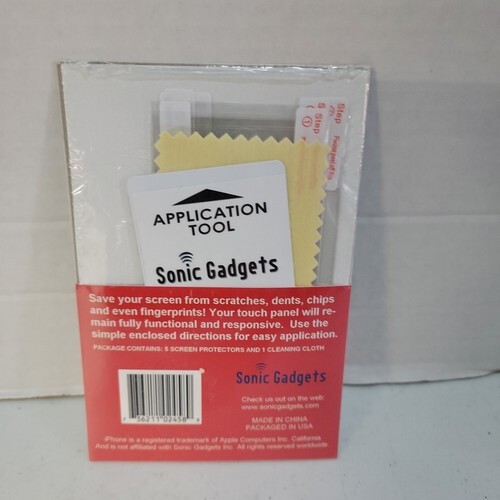 Step
①
APPLICATION
TOOL
Sonic Gadgets
Save your screen from scratches, dents, chips
and even fingerprints! Your touch panel will re-
main fully functional and responsive. Use the
simple enclosed directions for easy application.
PACKAGE CONTAINS: 5 SCREEN PROTECTORS AND 1 CLEANING CLOTH
Sonic Gadgets
Check us out on the web:
www.sonicgadgets.com
MADE IN CHINA
PACKAGED IN USA
36211 02458
iPhone is a registered trademark of Apple Computers Inc. California
And is not affiliated with Sonic Gadgets Inc. All rights reserved worldwide